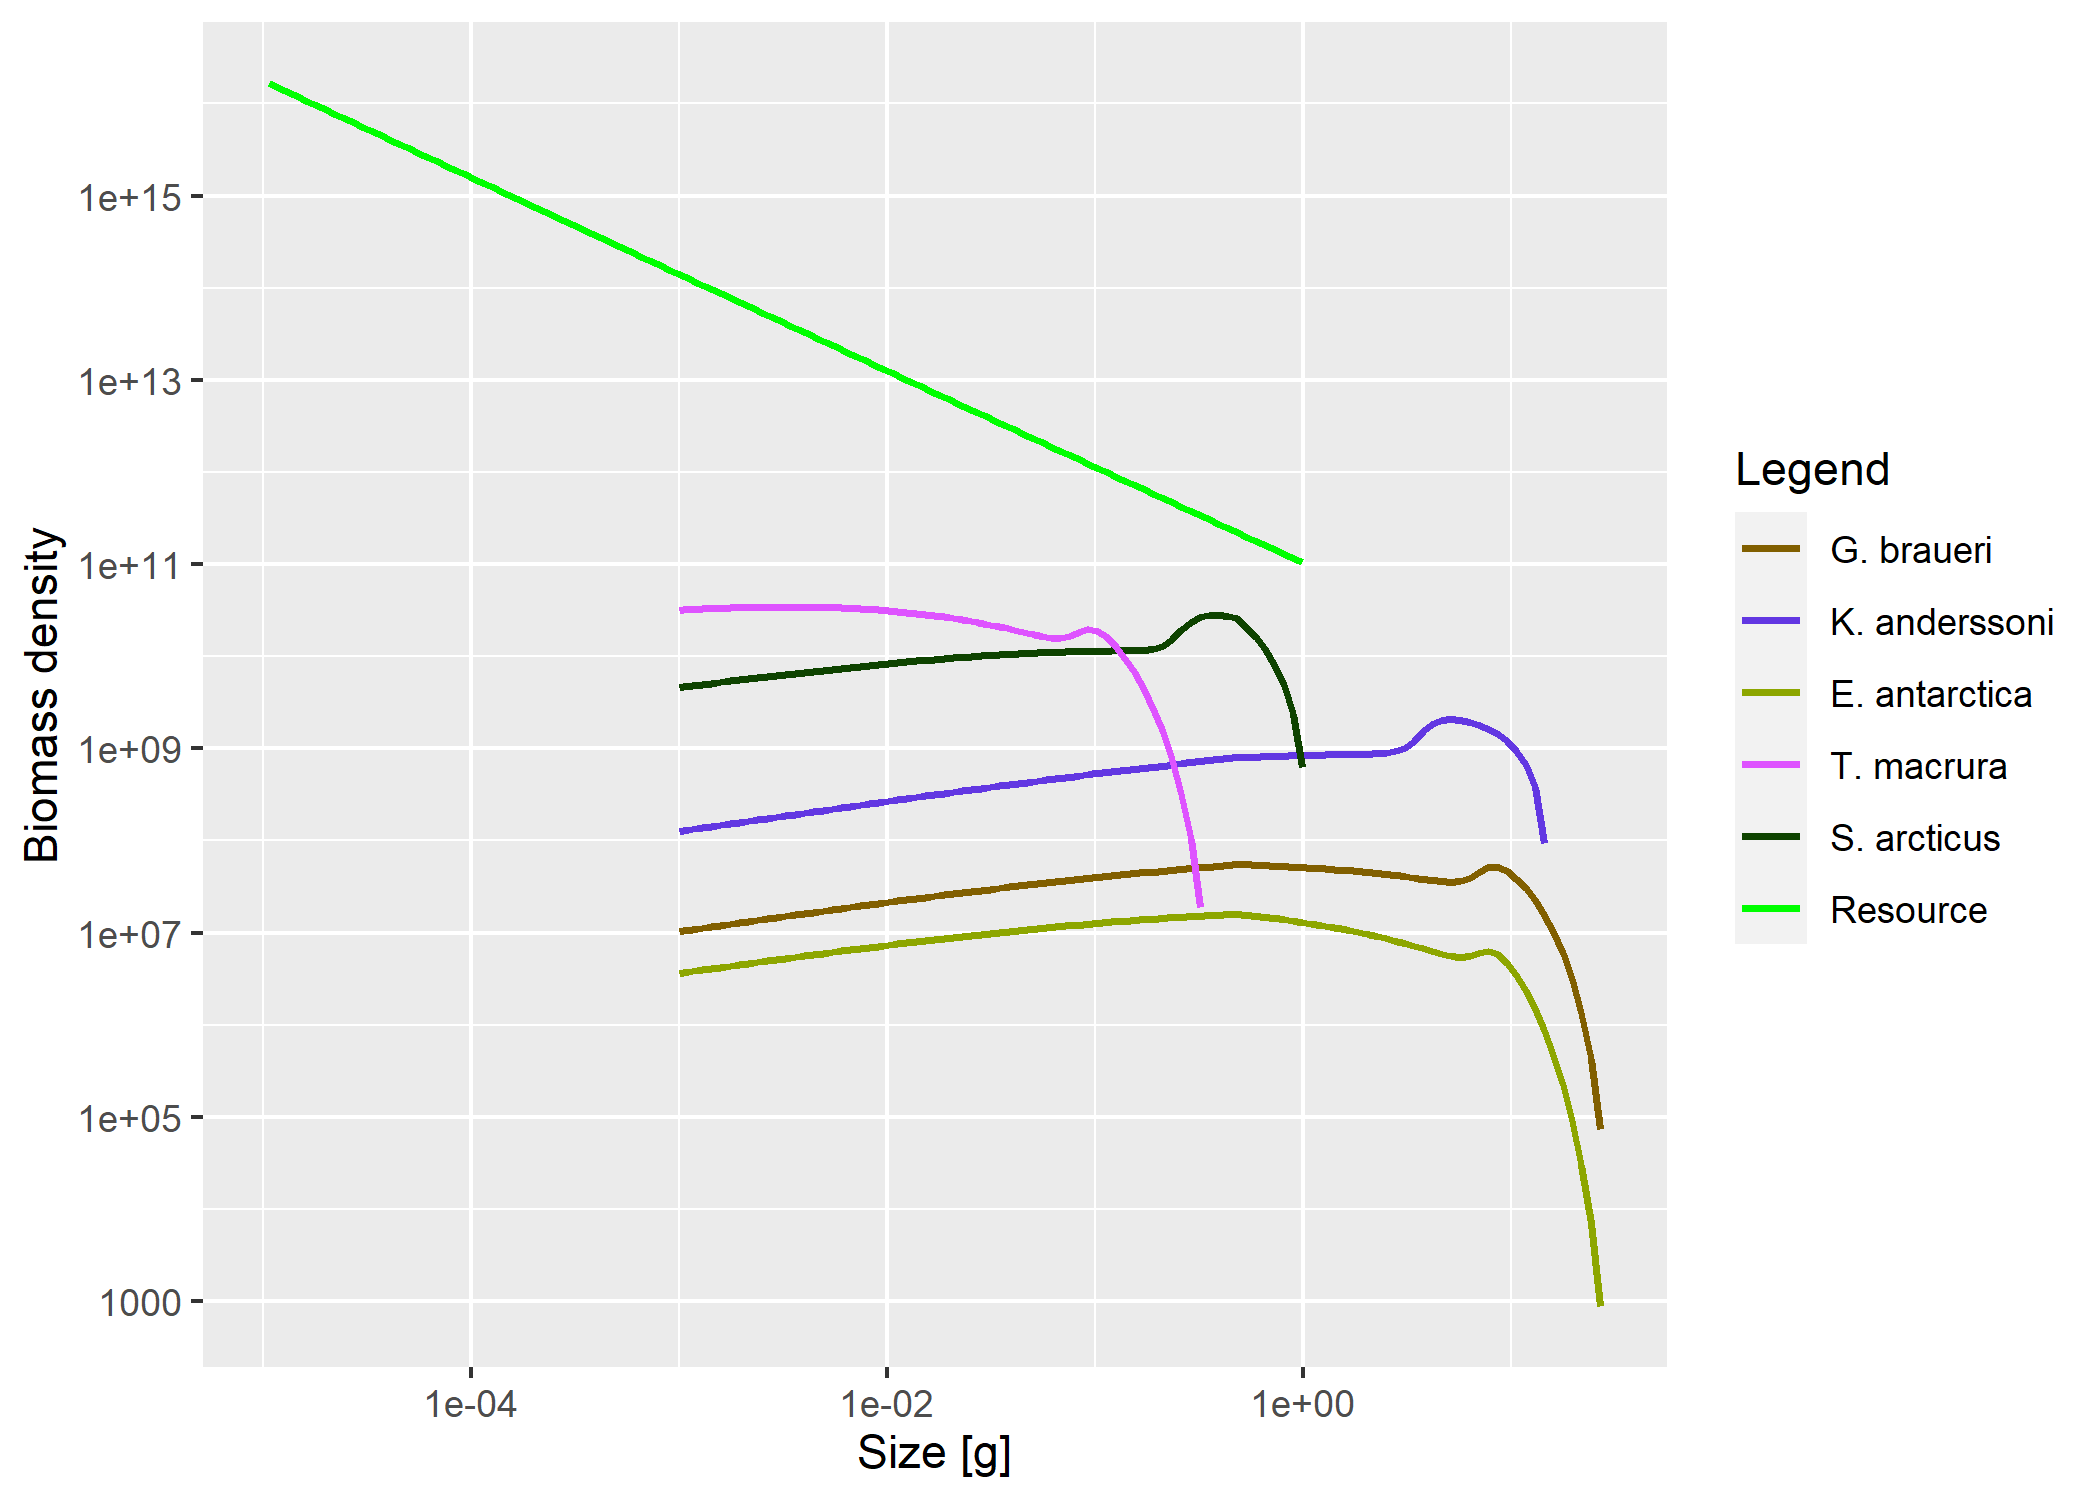 1e+15
1e+13
1e+11
1e+09
1e+07
1e+05
1000
Biomass density
1e-04
1e-02
1e+00
Size [g]
Legend
G. braueri
K. anderssoni
E. antarctica
T. macrura
S. arcticus
Resource